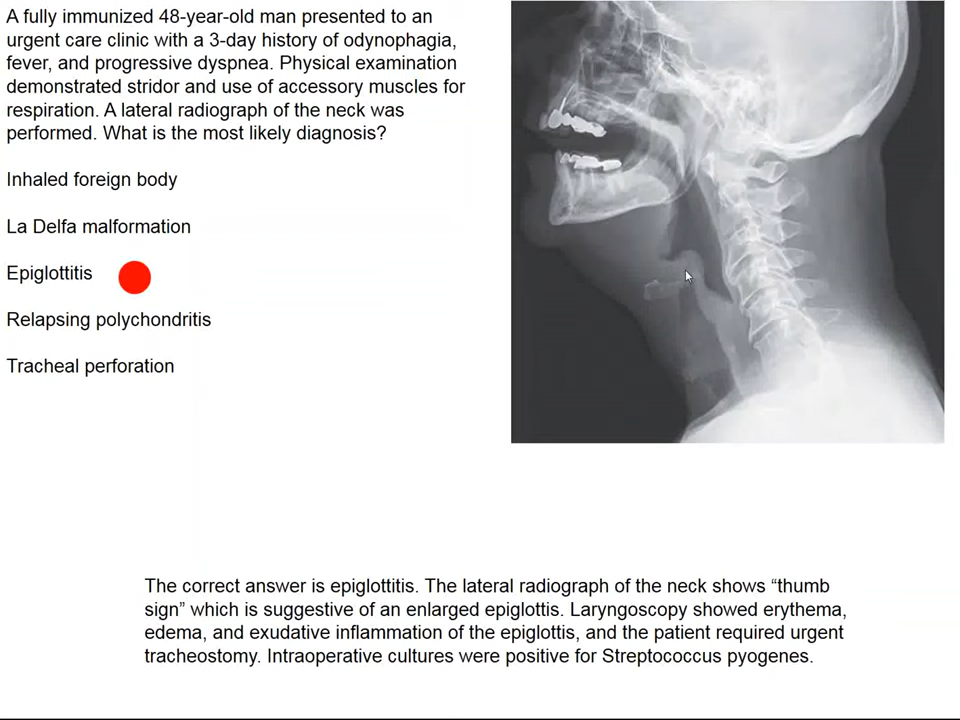 A fully immunized 48-year-old man presented to an
urgent care clinic with a 3-day history of odynophagia,
fever, and progressive dyspnea. Physical examination
demonstrated stridor and use of accessory muscles for
respiration. A lateral radiograph of the neck was
performed. What is the most likely diagnosis?
Inhaled foreign body
La Delfa malformation
Epiglottitis
Relapsing polychondritis
Tracheal perforation
The correct answer is epiglottitis. The lateral radiograph of the neck shows “thumb
sign” which is suggestive of an enlarged epiglottis. Laryngoscopy showed erythema,
edema, and exudative inflammation of the epiglottis, and the patient required urgent
tracheostomy. Intraoperative cultures were positive for Streptococcus pyogenes.